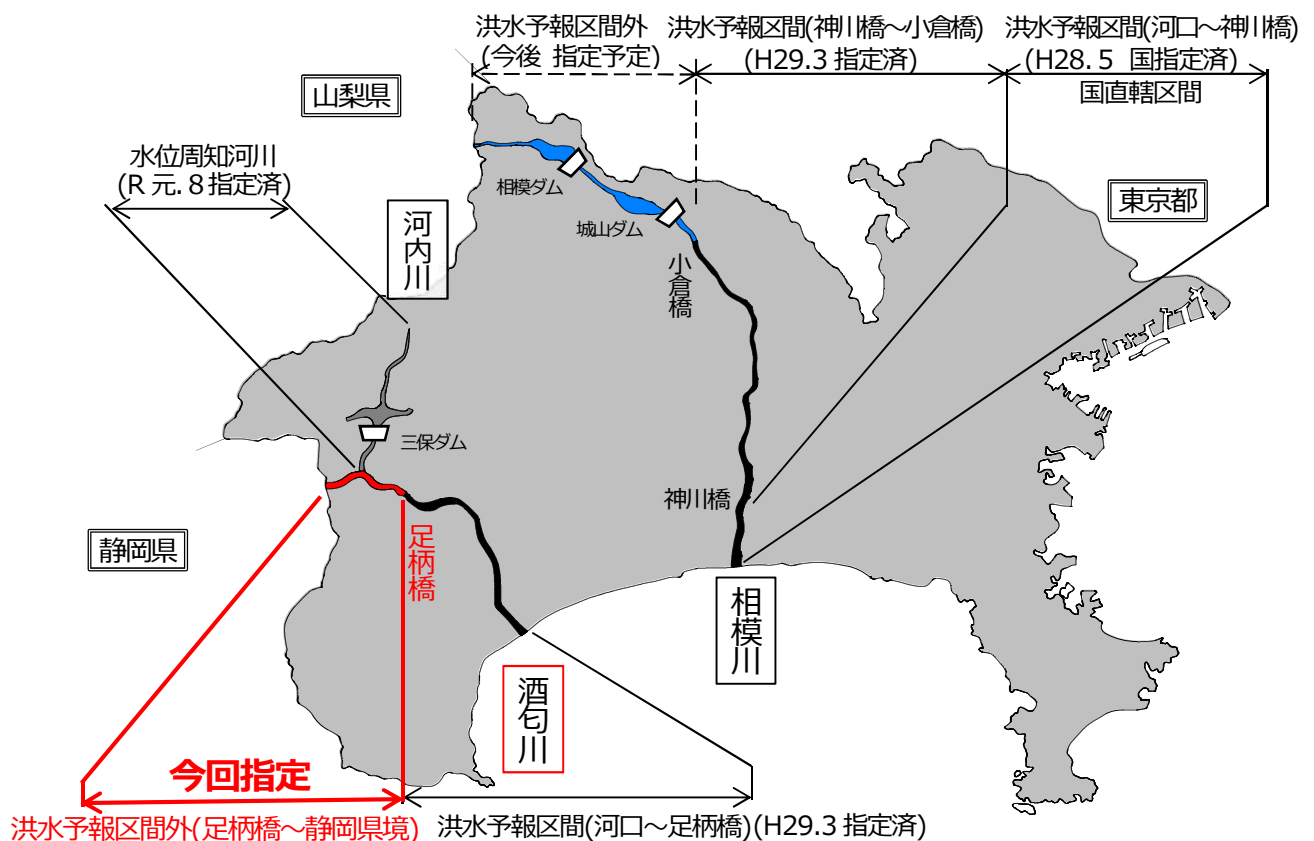 洪水予報区間外
(今後 指定予定)
洪水予報区間(神川橋～小倉橋)
(H29.3 指定済)
洪水予報区間(河口～神川橋)
(H28.5 国指定済)
国直轄区間
山梨県
水位周知河川
(R 元.8 指定済)
河内川
相模ダム
城山ダム
小倉橋
東京都
三保ダム
神川橋
静岡県
足柄橋
相模川
酒匂川
今回指定
洪水予報区間外(足柄橋～静岡県境)
洪水予報区間(河口～足柄橋)(H29.3 指定済)